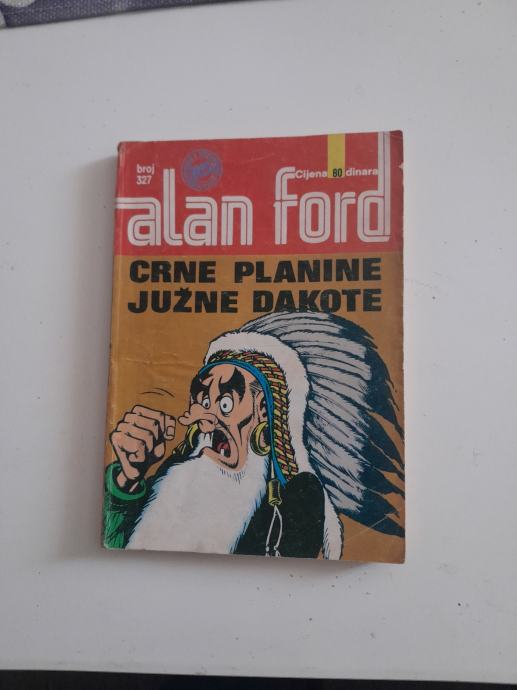 broj
327
Cijena 80 dinara
alan ford
CRNE PLANINE
JUŽNE DAKOTE